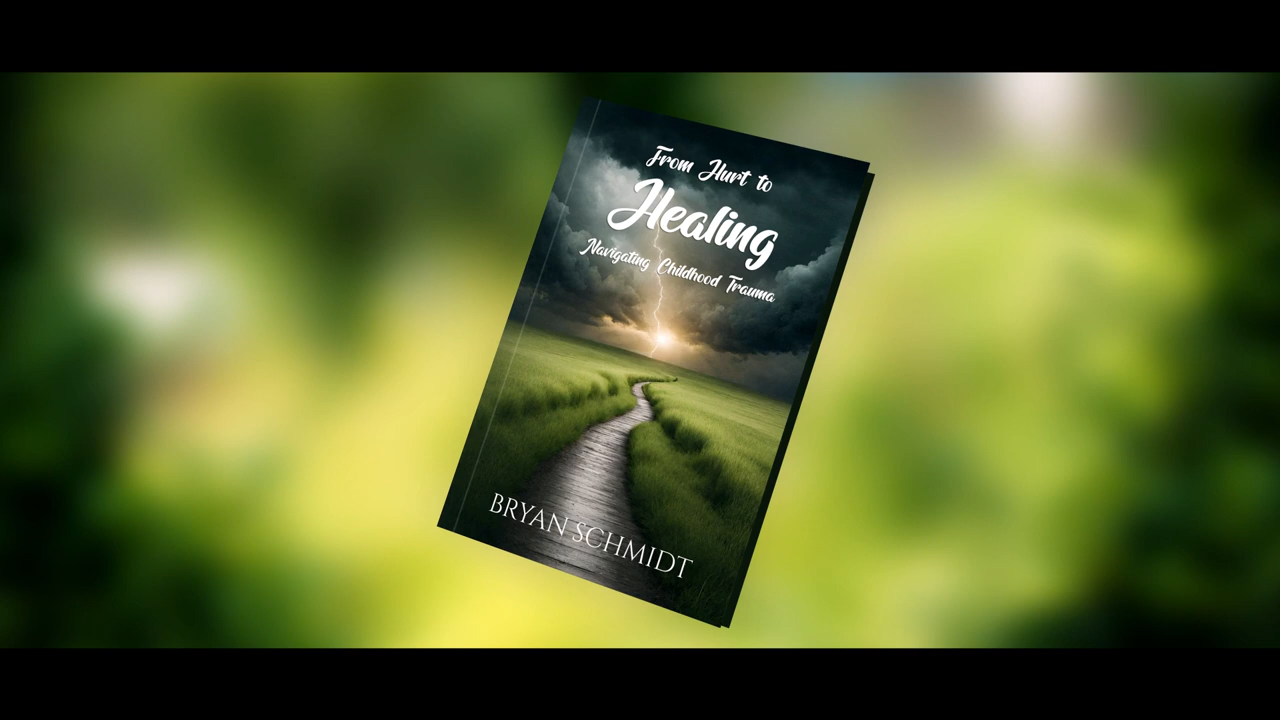 From Hurt to
Healing
Navigating Childhood Trauma
BRYAN SCHMIDT